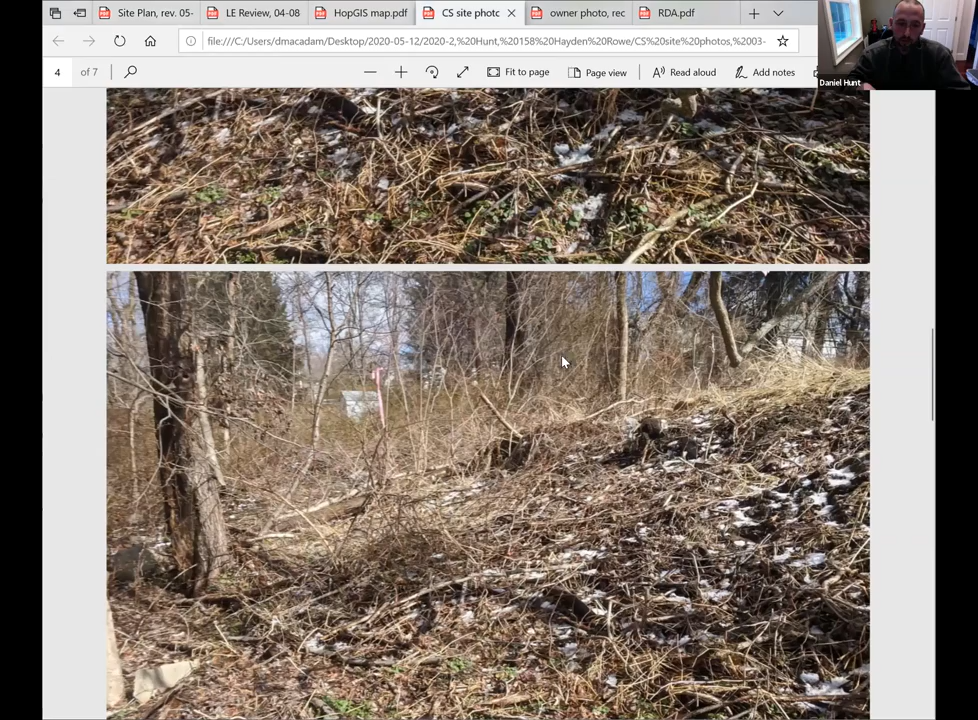 Site Plan, rev. 05-
LE Review, 04-08
HopGIS map.pdf
CS site photo
owner photo, rec
RDA.pdf
file:///C:/Users/dmacadam/Desktop/2020-05-12/2020-2,%20Hunt,%20158%20Hayden%20Rowe/CS%20site%20photos,%2003-
4 of 7
Fit to page
Page view
Read aloud
Add notes
Daniel Hunt